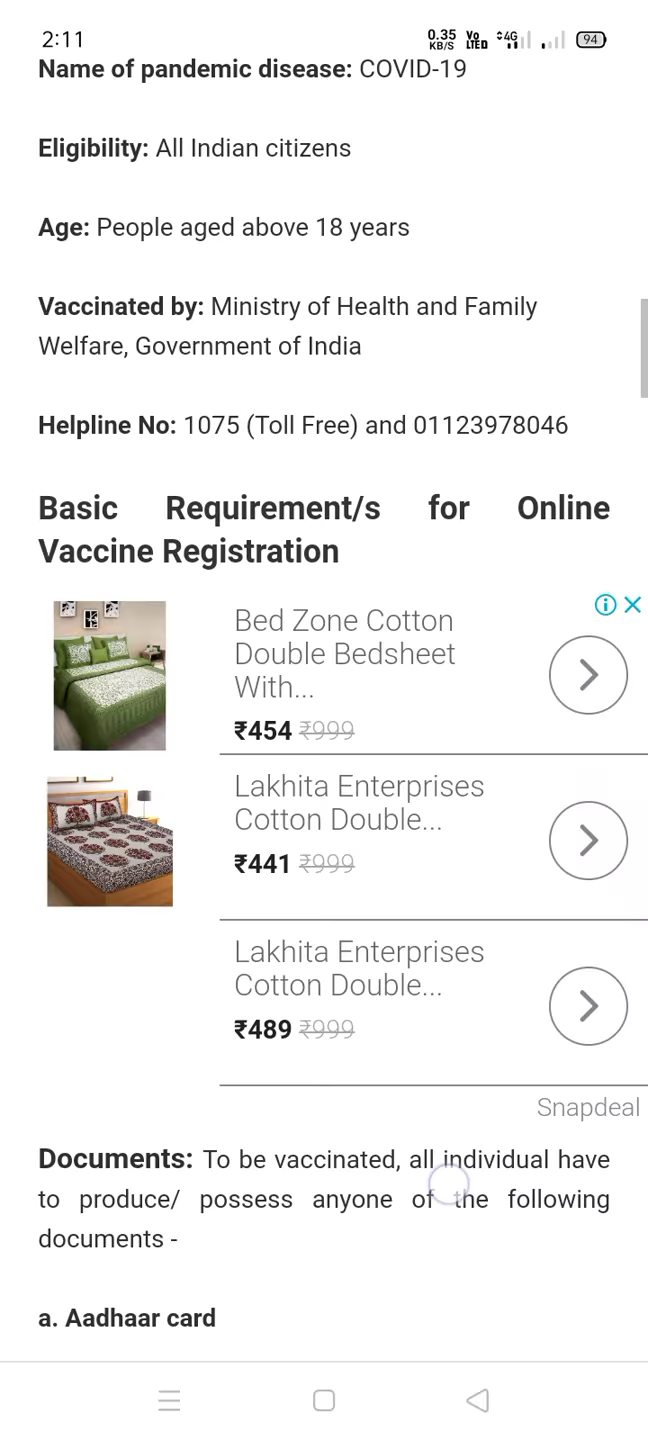 2:11
0.35 KB/S Vo LTED 4G 94
Name of pandemic disease: COVID-19
Eligibility: All Indian citizens
Age: People aged above 18 years
Vaccinated by: Ministry of Health and Family
Welfare, Government of India
Helpline No: 1075 (Toll Free) and 01123978046
Basic Requirement/s for Online
Vaccine Registration
Bed Zone Cotton
Double Bedsheet
With...
₹454 ₹999
Lakhita Enterprises
Cotton Double...
₹441 ₹999
Lakhita Enterprises
Cotton Double...
₹489 ₹999
Snapdeal
Documents: To be vaccinated, all individual have
to produce/ possess anyone of the following
documents -
a. Aadhaar card